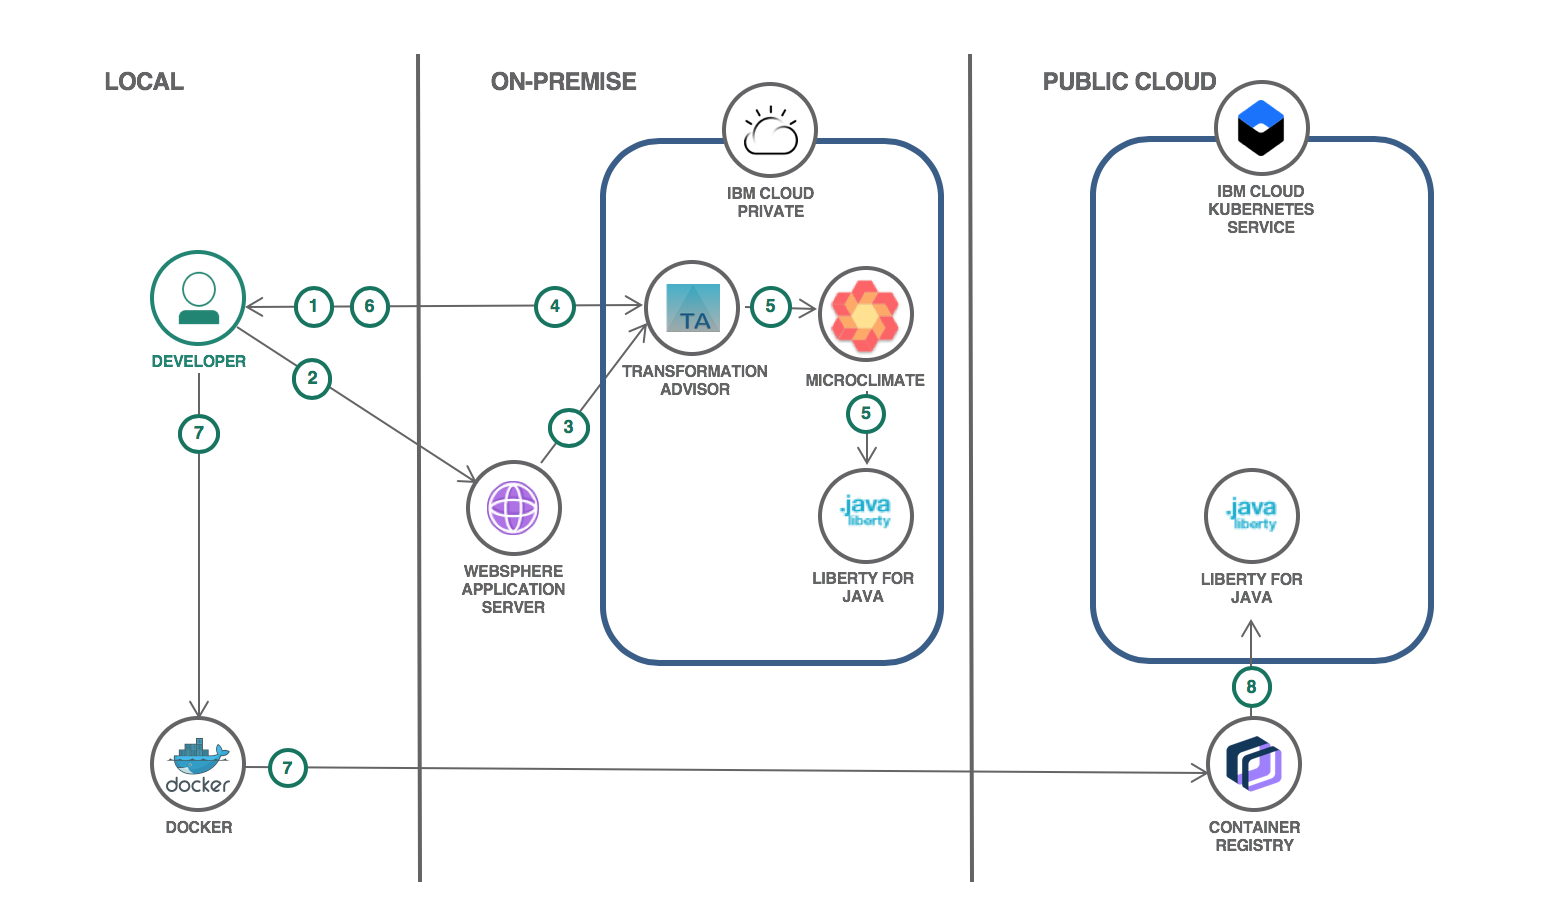 LOCAL
ON-PREMISE
PUBLIC CLOUD
IBM CLOUD
PRIVATE
IBM CLOUD
KUBERNETES
SERVICE
1
6
4
5
TA
DEVELOPER
TRANSFORMATION
ADVISOR
MICROCLIMATE
2
3
5
7
.java
liberty
.java
liberty
WEBSPHERE
APPLICATION
SERVER
LIBERTY FOR
JAVA
LIBERTY FOR
JAVA
8
docker
7
DOCKER
CONTAINER
REGISTRY